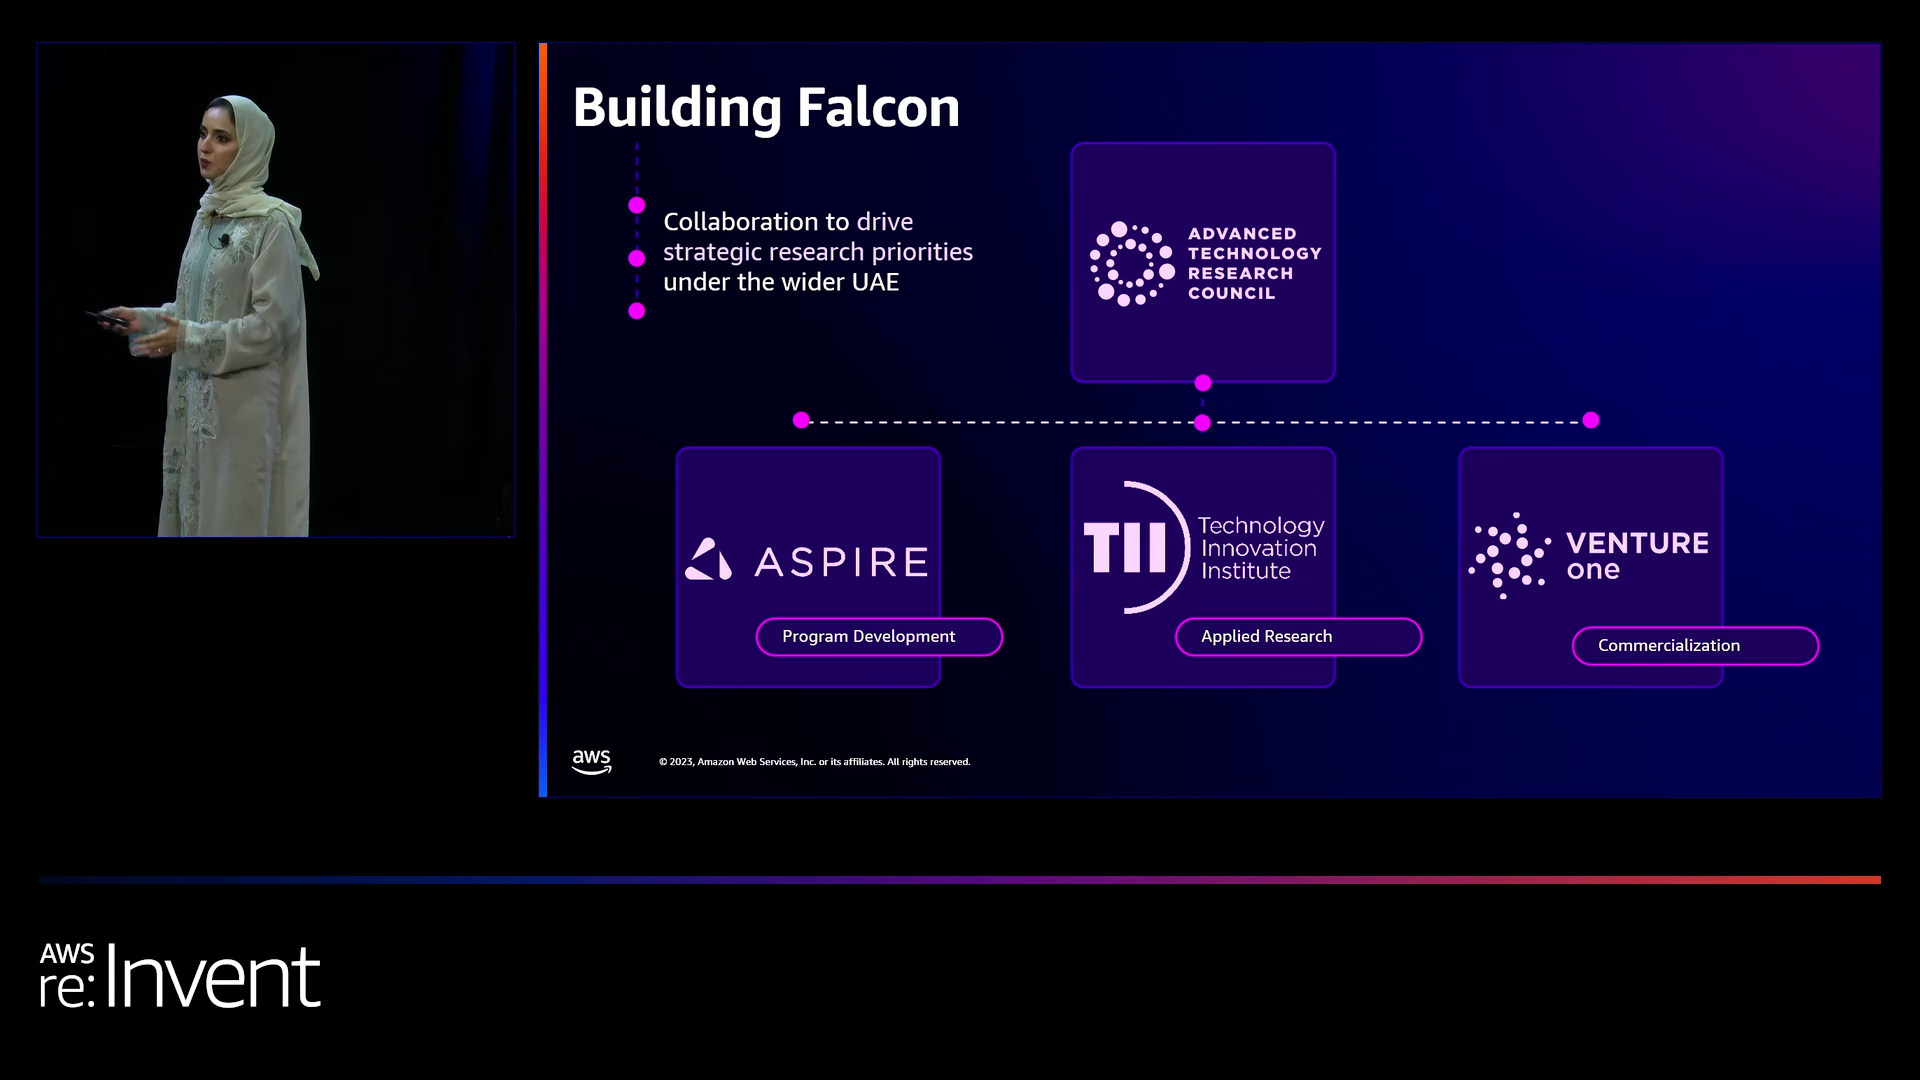 Building Falcon
Collaboration to drive
strategic research priorities
under the wider UAE
ADVANCED
TECHNOLOGY
RESEARCH
COUNCIL
ASPIRE
Program Development
TII
Technology
Innovation
Institute
Applied Research
VENTURE
one
Commercialization
aws
© 2023, Amazon Web Services, Inc. or its affiliates. All rights reserved.
AWS
re:Invent